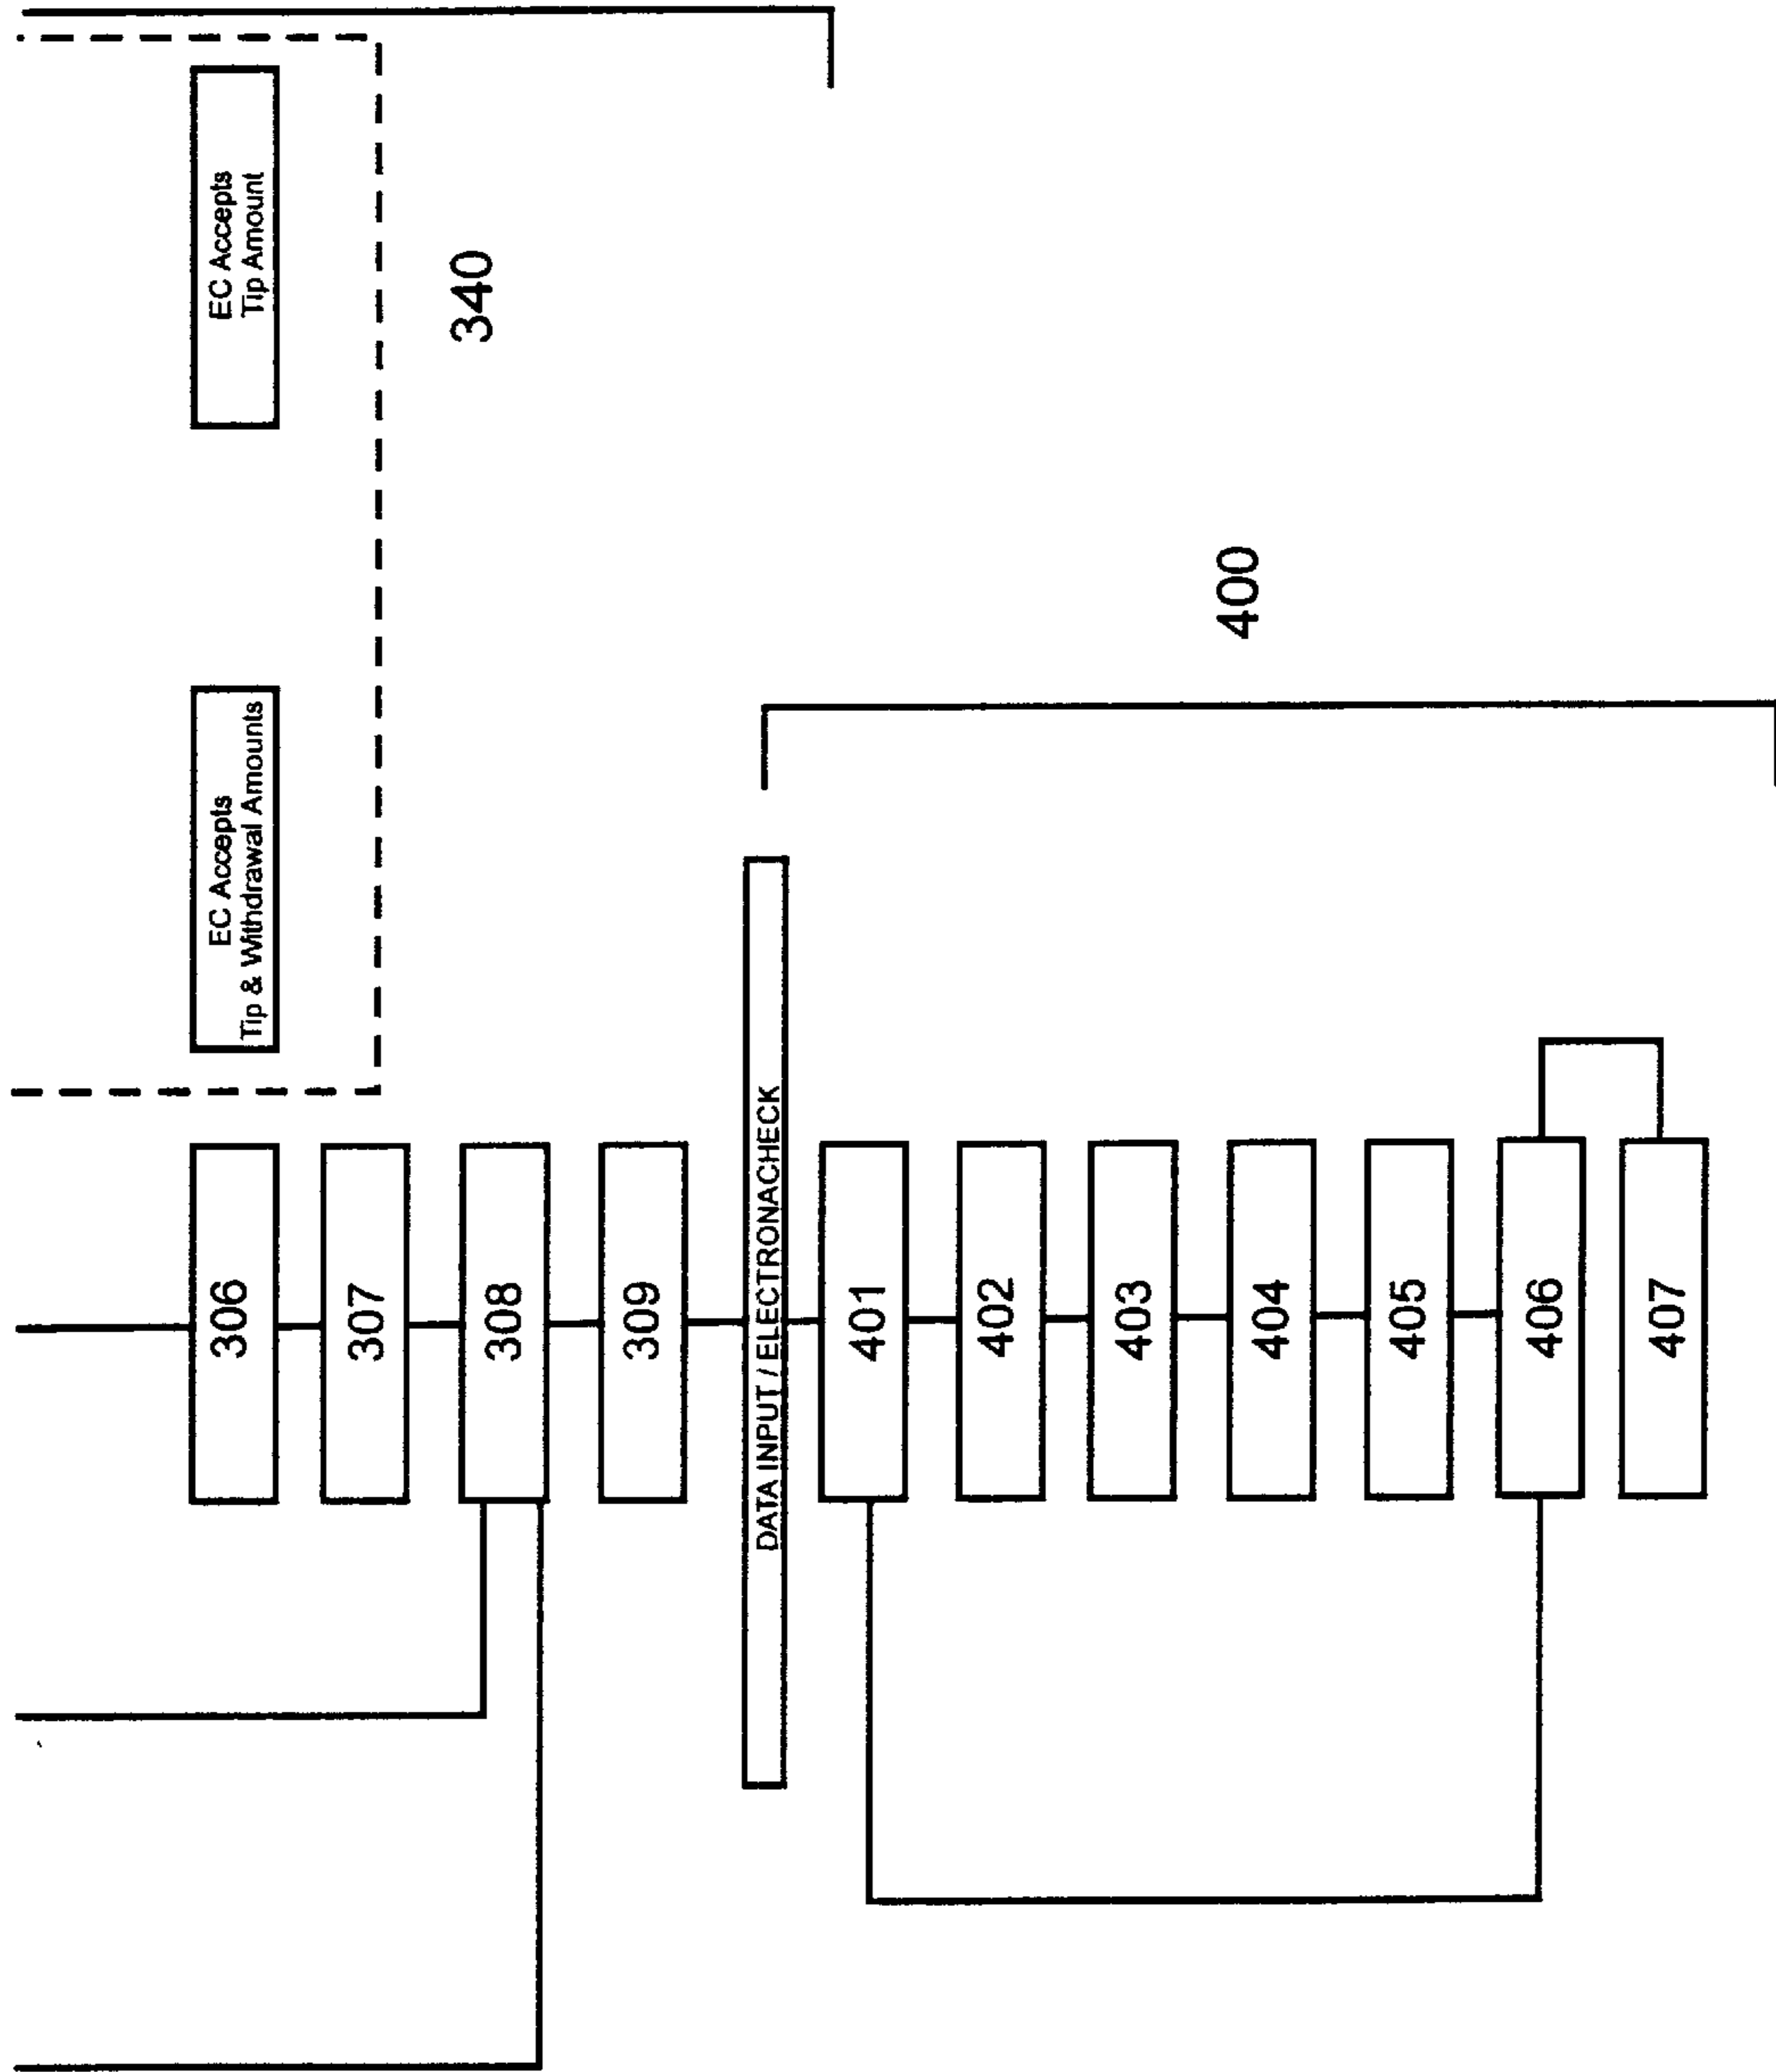 EC Accepts
Tip & Withdrawal Amounts
EC Accepts
Tip Amount
340
306
307
308
309
DATA INPUT / ELECTRONACHECK
400
401
402
403
404
405
406
407